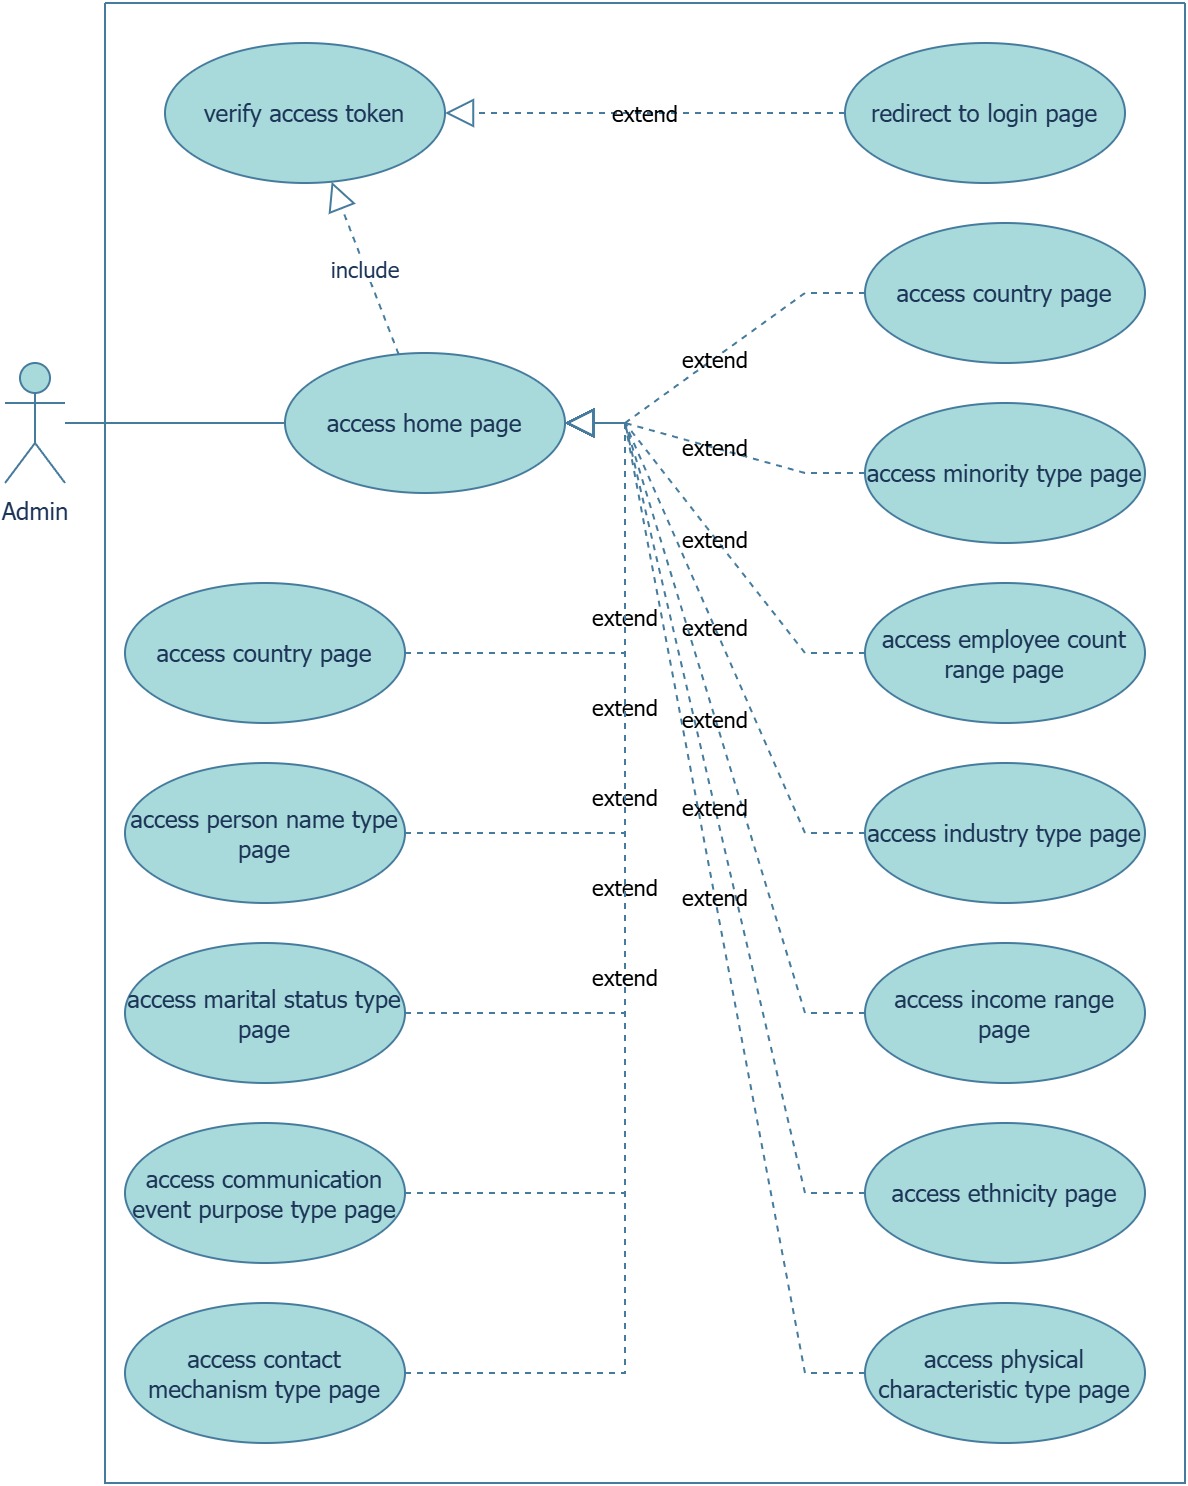 verify access token
extend
redirect to login page
include
access country page
extend
access home page
extend
access minority type page
Admin
extend
access country page
extend
extend
access employee count
range page
extend
extend
access person name type
page
extend
extend
access industry type page
extend
extend
access marital status type
page
extend
access income range
page
access communication
event purpose type page
access ethnicity page
access contact
mechanism type page
access physical
characteristic type page